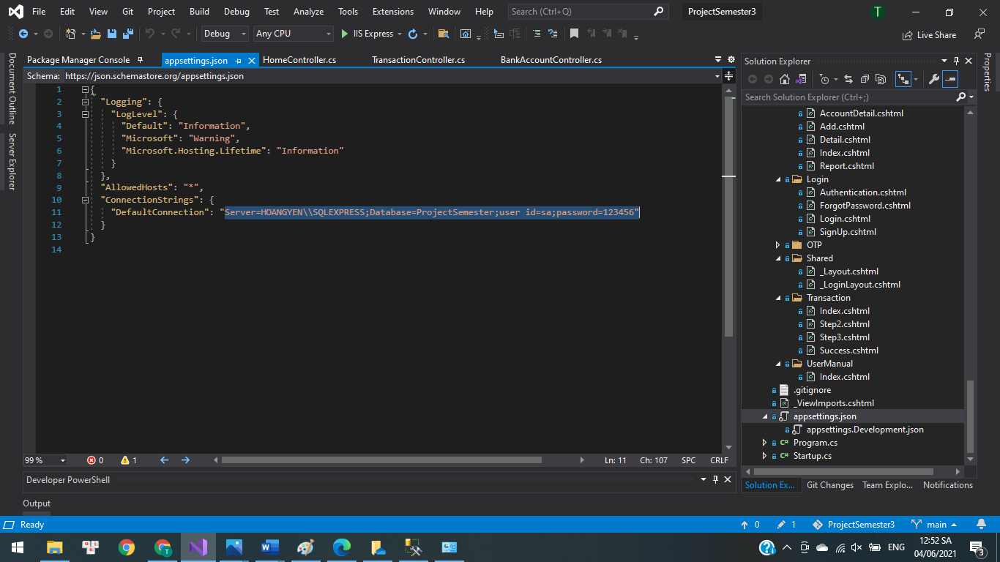 File Edit View Git Project Build Debug Test Analyze Tools Extensions Window Help Search (Ctrl+Q) ProjectSemester3 T
Debug Any CPU IIS Express Live Share
Package Manager Console appsettings.json HomeController.cs TransactionController.cs BankAccountController.cs
Schema: https://json.schemastore.org/appsettings.json
1 {
2 "Logging": {
3 "LogLevel": {
4 "Default": "Information",
5 "Microsoft": "Warning",
6 "Microsoft.Hosting.Lifetime": "Information"
7 }
8 },
9 "AllowedHosts": "*",
10 "ConnectionStrings": {
11 "DefaultConnection": "Server=HOANGYEN\\SQLEXPRESS;Database=ProjectSemester;user id=sa;password=123456"
12 }
13 }
14
99 % 0 1 Ln: 11 Ch: 107 SPC CRLF
Developer PowerShell
Output
Document Outline
Server Explorer
Solution Explorer
Search Solution Explorer (Ctrl+;)
AccountDetail.cshtml
Add.cshtml
Detail.cshtml
Index.cshtml
Report.cshtml
Login
Authentication.cshtml
ForgotPassword.cshtml
Login.cshtml
SignUp.cshtml
OTP
Shared
_Layout.cshtml
_LoginLayout.cshtml
Transaction
Index.cshtml
Step2.cshtml
Step3.cshtml
Success.cshtml
UserManual
Index.cshtml
.gitignore
_ViewImports.cshtml
appsettings.json
appsettings.Development.json
C# Program.cs
C# Startup.cs
Solution Ex... Git Changes Team Explo... Notifications
Properties
Ready 0 1 ProjectSemester3 main
ENG 12:52 SA
04/06/2021 3